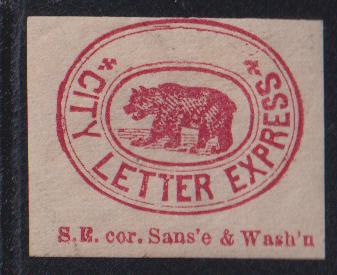 * CITY LETTER EXPRESS *
S.E. cor. Sans'e & Wash'n